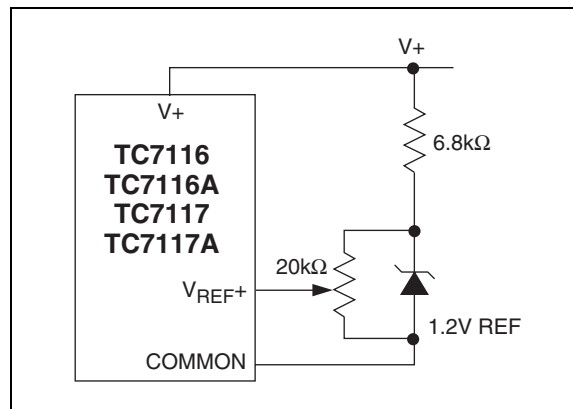 V+
V+
TC7116
TC7116A
TC7117
TC7117A
6.8kΩ
20kΩ
VREF+
1.2V REF
COMMON